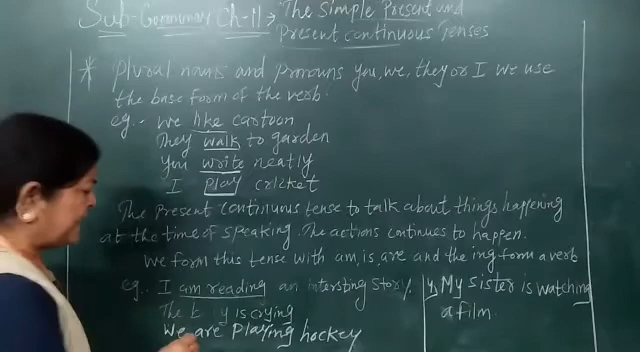 Sub-Grammar Ch-11 → The Simple Present and
Present continuous Tenses
* Plural nouns and pronouns you, we, they or I we use
the base form of the verb.
eg:- we like cartoon
They walk to garden
You write neatly
I play cricket
The present continuous tense to talk about things happening
at the time of speaking. The actions continues to happen.
We form this tense with am, is, are and the ing form a verb
eg:- I am reading an intersting story.
The b y is crying
We are playing hockey
My sister is watching
a film.